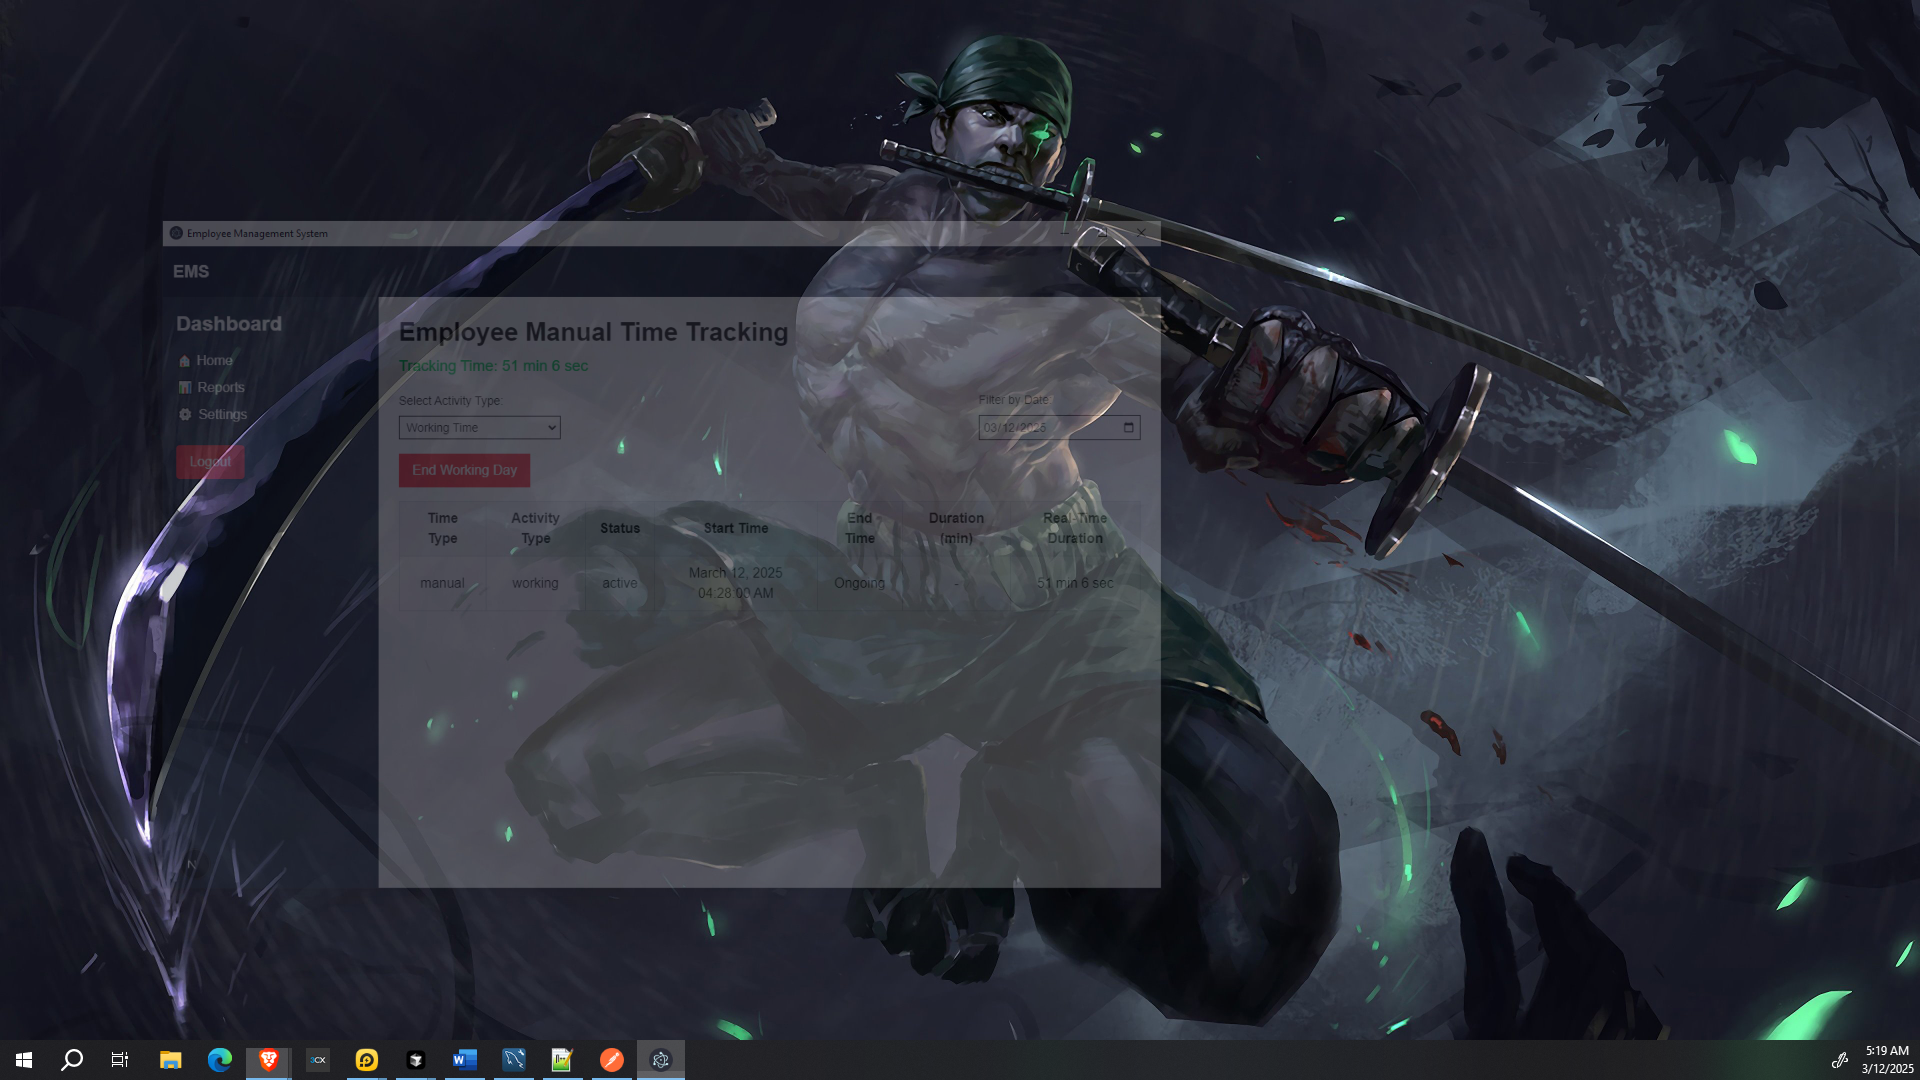 Employee Management System
EMS
Dashboard
Home
Reports
Settings
Logout
Employee Manual Time Tracking
Tracking Time: 51 min 6 sec
Select Activity Type:
Filter by Date:
Working Time
03/12/2025
End Working Day
Time Type
Activity Type
Status
Start Time
End Time
Duration (min)
Real-Time Duration
manual
working
active
March 12, 2025
04:28:09 AM
Ongoing
-
51 min 6 sec
3CX
W
5:19 AM
3/12/2025